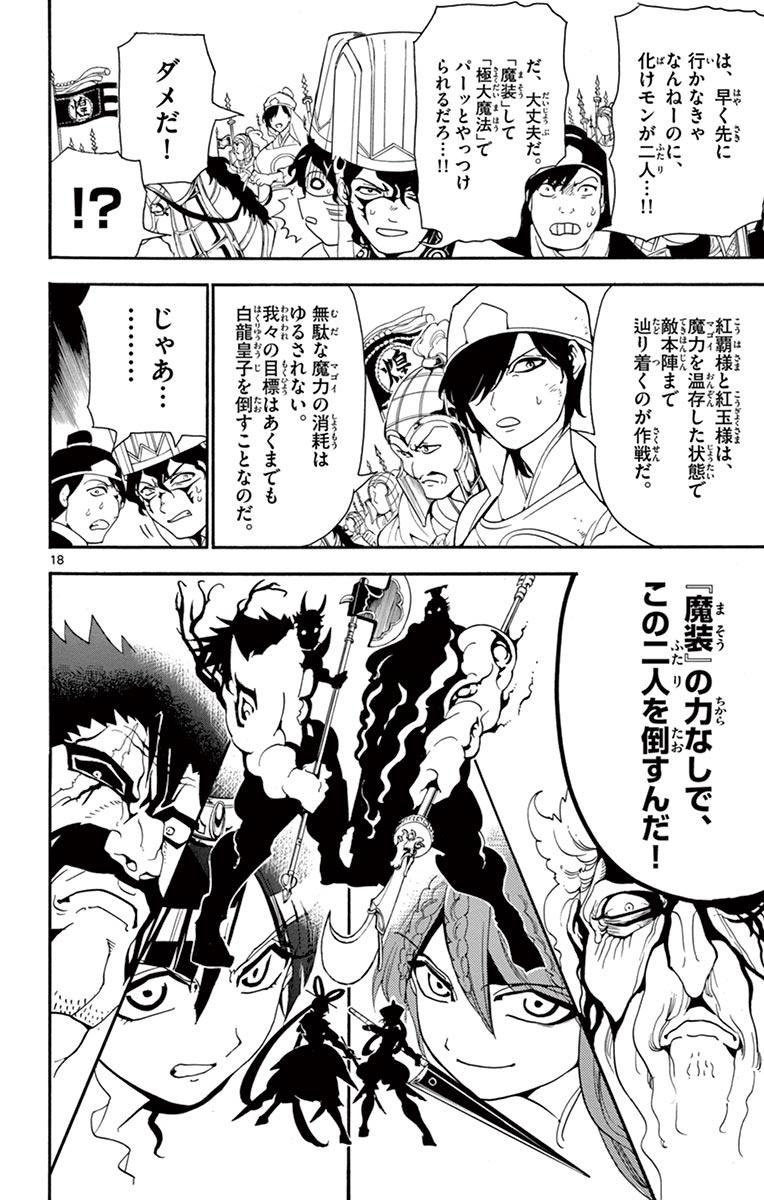 は、早く先に
行かなきゃ
なんねーのに、
化けモンが二人…!!
だ、大丈夫だ。
「魔装」して
「極大魔法」で
パーッとやっつけ
られるだろ…!!
ダメだ!
!?
煌
紅覇様と紅玉様は、
魔力を温存した状態で
敵本陣まで
辿り着くのが作戦だ。
無駄な魔力の消耗は
ゆるされない。
我々の目標はあくまでも
白龍皇子を倒すことなのだ。
煌
じゃあ…
………
18
『魔装』の力なしで、
この二人を倒すんだ!